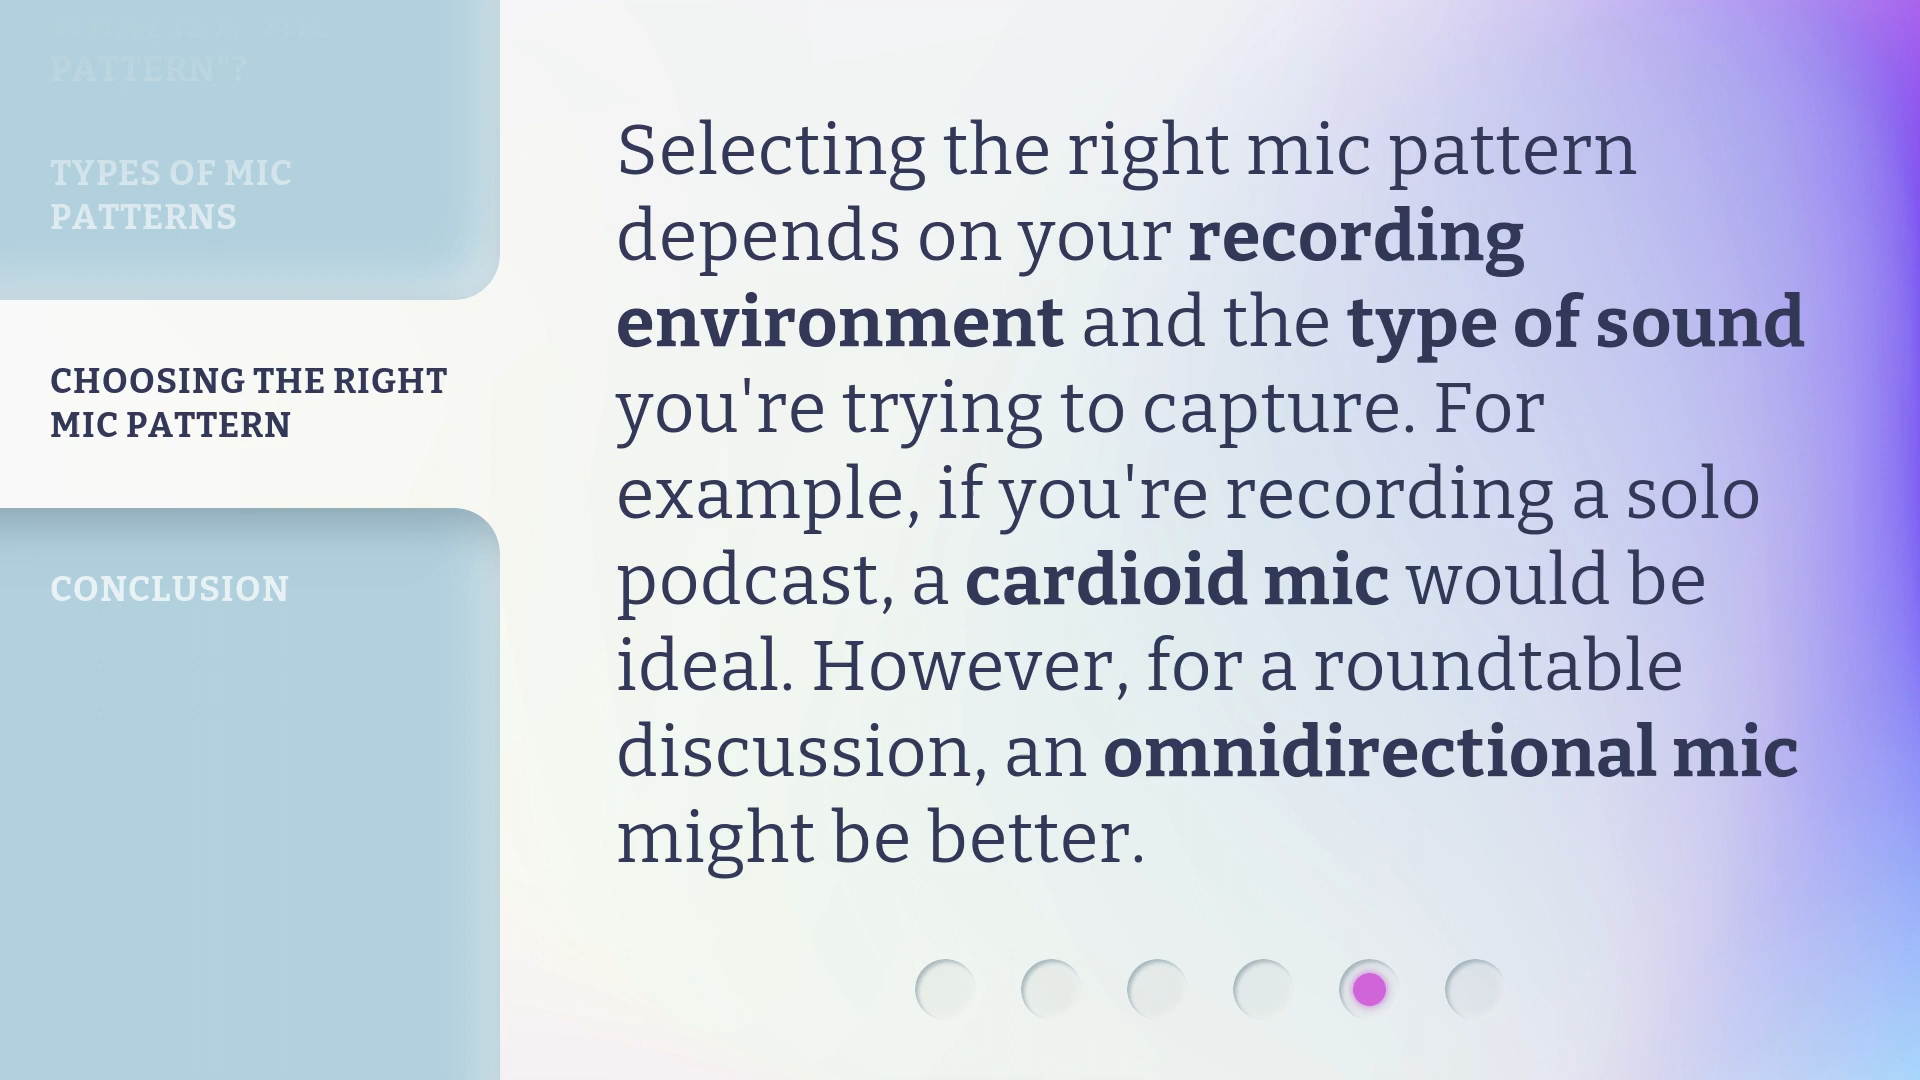 PATTERN"?
TYPES OF MIC
PATTERNS
CHOOSING THE RIGHT
MIC PATTERN
CONCLUSION
Selecting the right mic pattern
depends on your recording
environment and the type of sound
you're trying to capture. For
example, if you're recording a solo
podcast, a cardioid mic would be
ideal. However, for a roundtable
discussion, an omnidirectional mic
might be better.